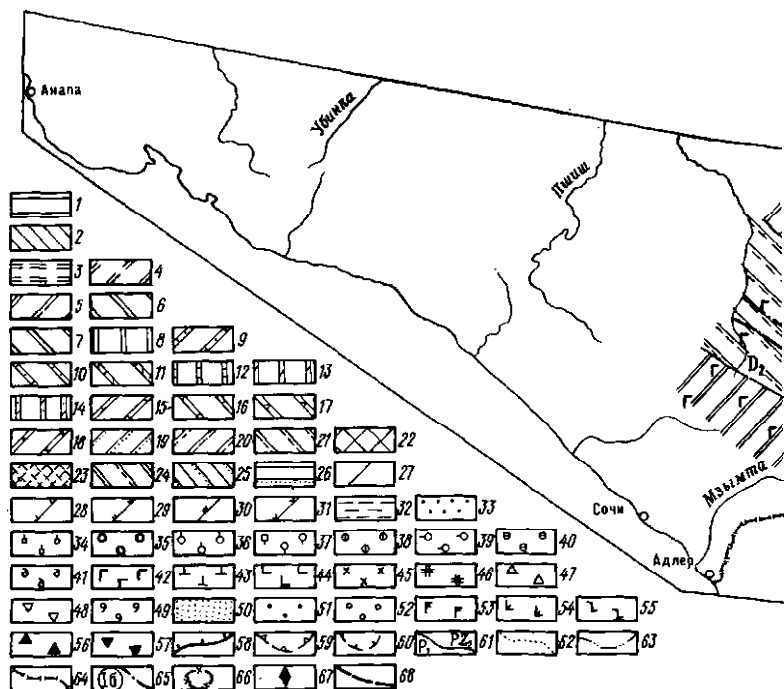 Анапа
Убинка
Пшиш
1
2
3 4
5 6
7 8 9
10 11 12 13
14 15 16 17
18 19 20 21 22
23 24 25 26 27
28 29 30 31 32 33
34 35 36 37 38 39 40
41 42 43 44 45 46 47
48 49 50 51 52 53 54 55
56 57 58 59 60 P₁ PZ₂ 61 62 63
64 1б 65 66 67 68
Г
Г
D₂
Г Г Г
Г
Мзымта
Сочи
Адлер